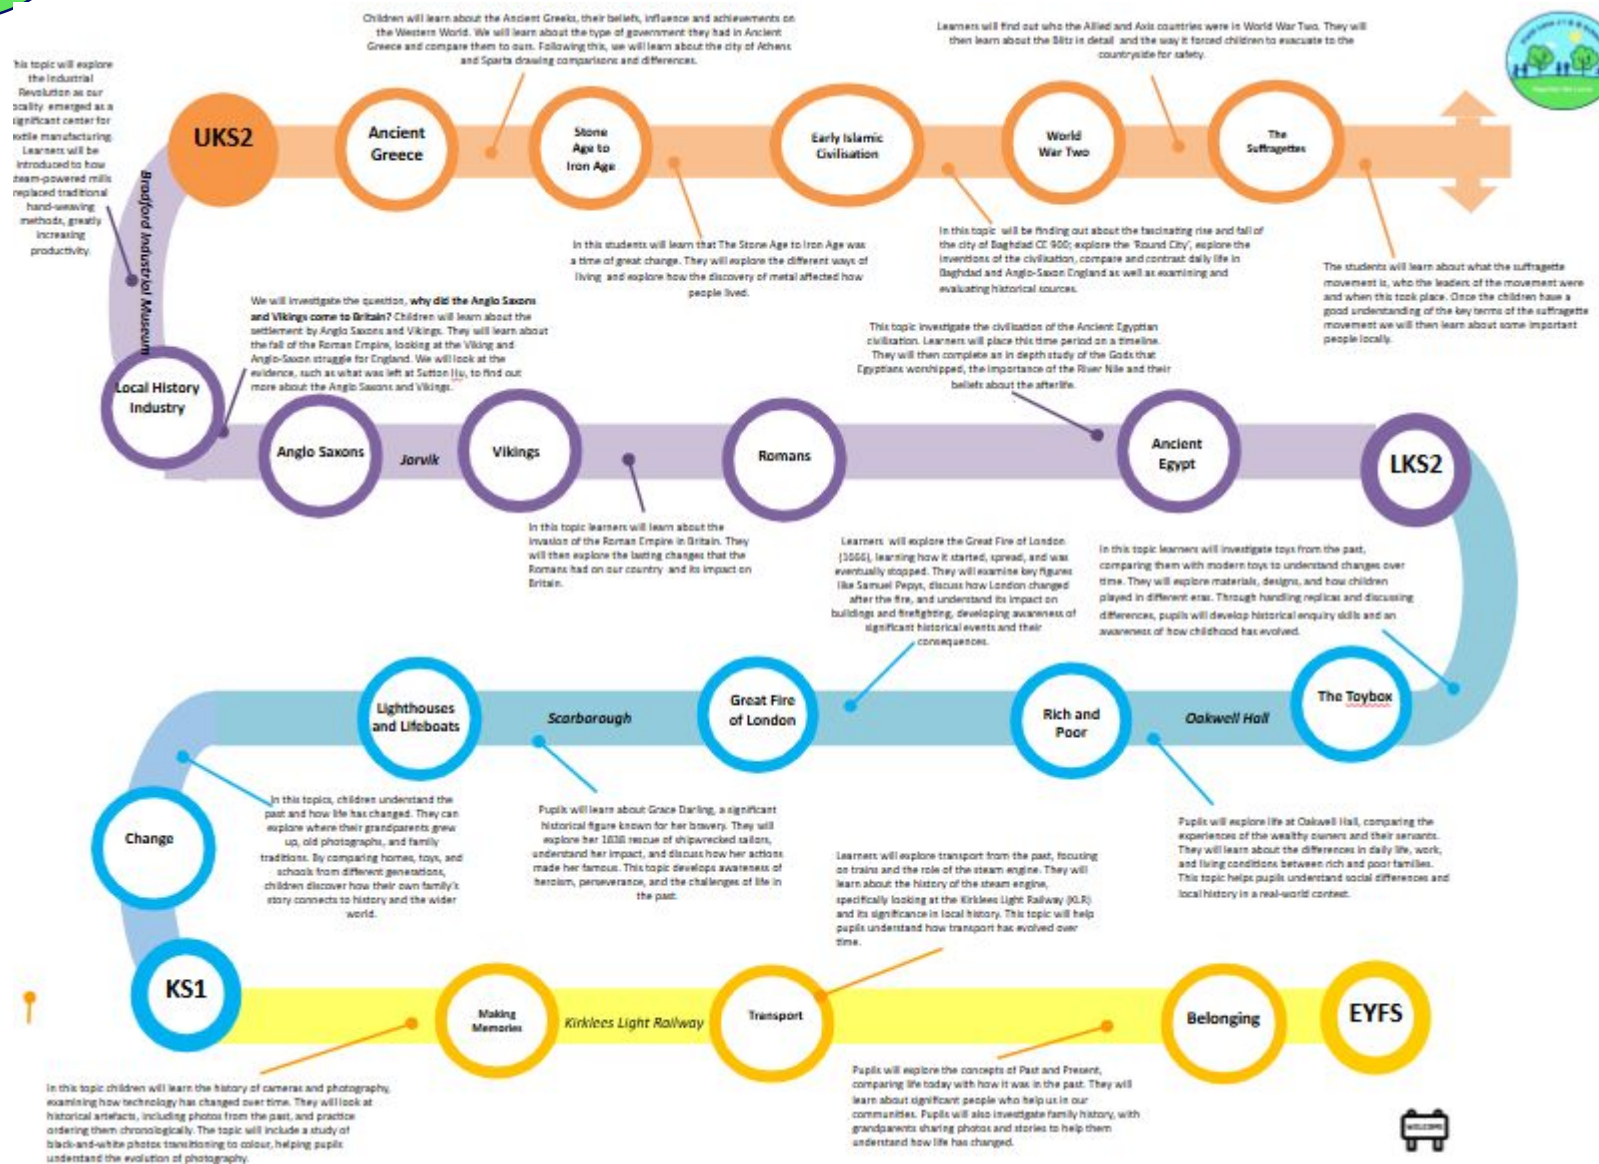 Children will learn about the Ancient Greeks, their beliefs, influence and achievements on
the Western World. We will learn about the type of government they had in Ancient
Greece and compare them to ours. Following this, we will learn about the city of Athens
and Sparta drawing comparisons and differences.
Learners will find out who the Allied and Axis countries were in World War Two. They will
then learn about the Blitz in detail and the way it forced children to evacuate to the
countryside for safety.
his topic will explore
the Industrial
Revolution as our
ocality emerged as a
ignificant center for
extile manufacturing.
Learners will be
introduced to how
team-powered mills
replaced traditional
hand-weaving
methods, greatly
increasing
productivity.
UKS2
Ancient
Greece
Stone
Age to
Iron Age
Early Islamic
Civilisation
World
War Two
The
Suffragettes
Bradford Industrial Museum
In this students will learn that The Stone Age to Iron Age was
a time of great change. They will explore the different ways of
living and explore how the discovery of metal affected how
people lived.
In this topic will be finding out about the fascinating rise and fall of
the city of Baghdad CE 900; explore the 'Round City', explore the
inventions of the civilisation, compare and contrast daily life in
Baghdad and Anglo-Saxon England as well as examining and
evaluating historical sources.
The students will learn about what the suffragette
movement is, who the leaders of the movement were
and when this took place. Once the children have a
good understanding of the key terms of the suffragette
movement we will then learn about some important
people locally.
We will investigate the question, why did the Anglo Saxons
and Vikings come to Britain? Children will learn about the
settlement by Anglo Saxons and Vikings. They will learn about
the fall of the Roman Empire, looking at the Viking and
Anglo-Saxon struggle for England. We will look at the
evidence, such as what was left at Sutton Hu, to find out
more about the Anglo Saxons and Vikings.
This topic investigate the civilisation of the Ancient Egyptian
civilisation. Learners will place this time period on a timeline.
They will then complete an in depth study of the Gods that
Egyptians worshipped, the importance of the River Nile and their
beliefs about the afterlife.
Local History
Industry
Anglo Saxons
Jorvik
Vikings
Romans
Ancient
Egypt
LKS2
In this topic learners will learn about the
invasion of the Roman Empire in Britain. They
will then explore the lasting changes that the
Romans had on our country and its impact on
Britain.
Learners will explore the Great Fire of London
(1666), learning how it started, spread, and was
eventually stopped. They will examine key figures
like Samuel Pepys, discuss how London changed
after the fire, and understand its impact on
buildings and firefighting, developing awareness of
significant historical events and their
consequences.
In this topic learners will investigate toys from the past,
comparing them with modern toys to understand changes over
time. They will explore materials, designs, and how children
played in different eras. Through handling replicas and discussing
differences, pupils will develop historical enquiry skills and an
awareness of how childhood has evolved.
Lighthouses
and Lifeboats
Scarborough
Great Fire
of London
Rich and
Poor
Oakwell Hall
The Toybox
Change
In this topics, children understand the
past and how life has changed. They can
explore where their grandparents grew
up, old photographs, and family
traditions. By comparing homes, toys, and
schools from different generations,
children discover how their own family's
story connects to history and the wider
world.
Pupils will learn about Grace Darling, a significant
historical figure known for her bravery. They will
explore her 1838 rescue of shipwrecked sailors,
understand her impact, and discuss how her actions
made her famous. This topic develops awareness of
heroism, perseverance, and the challenges of life in
the past.
Learners will explore transport from the past, focusing
on trains and the role of the steam engine. They will
learn about the history of the steam engine,
specifically looking at the Kirklees Light Railway (KLR)
and its significance in local history. This topic will help
pupils understand how transport has evolved over
time.
Pupils will explore life at Oakwell Hall, comparing the
experiences of the wealthy owners and their servants.
They will learn about the differences in daily life, work,
and living conditions between rich and poor families.
This topic helps pupils understand social differences and
local history in a real-world context.
KS1
Making
Memories
Kirklees Light Railway
Transport
Belonging
EYFS
In this topic children will learn the history of cameras and photography,
examining how technology has changed over time. They will look at
historical artefacts, including photos from the past, and practice
ordering them chronologically. The topic will include a study of
black-and-white photos transitioning to colour, helping pupils
understand the evolution of photography.
Pupils will explore the concepts of Past and Present,
comparing life today with how it was in the past. They will
learn about significant people who help us in our
communities. Pupils will also investigate family history, with
grandparents sharing photos and stories to help them
understand how life has changed.
WELCOME